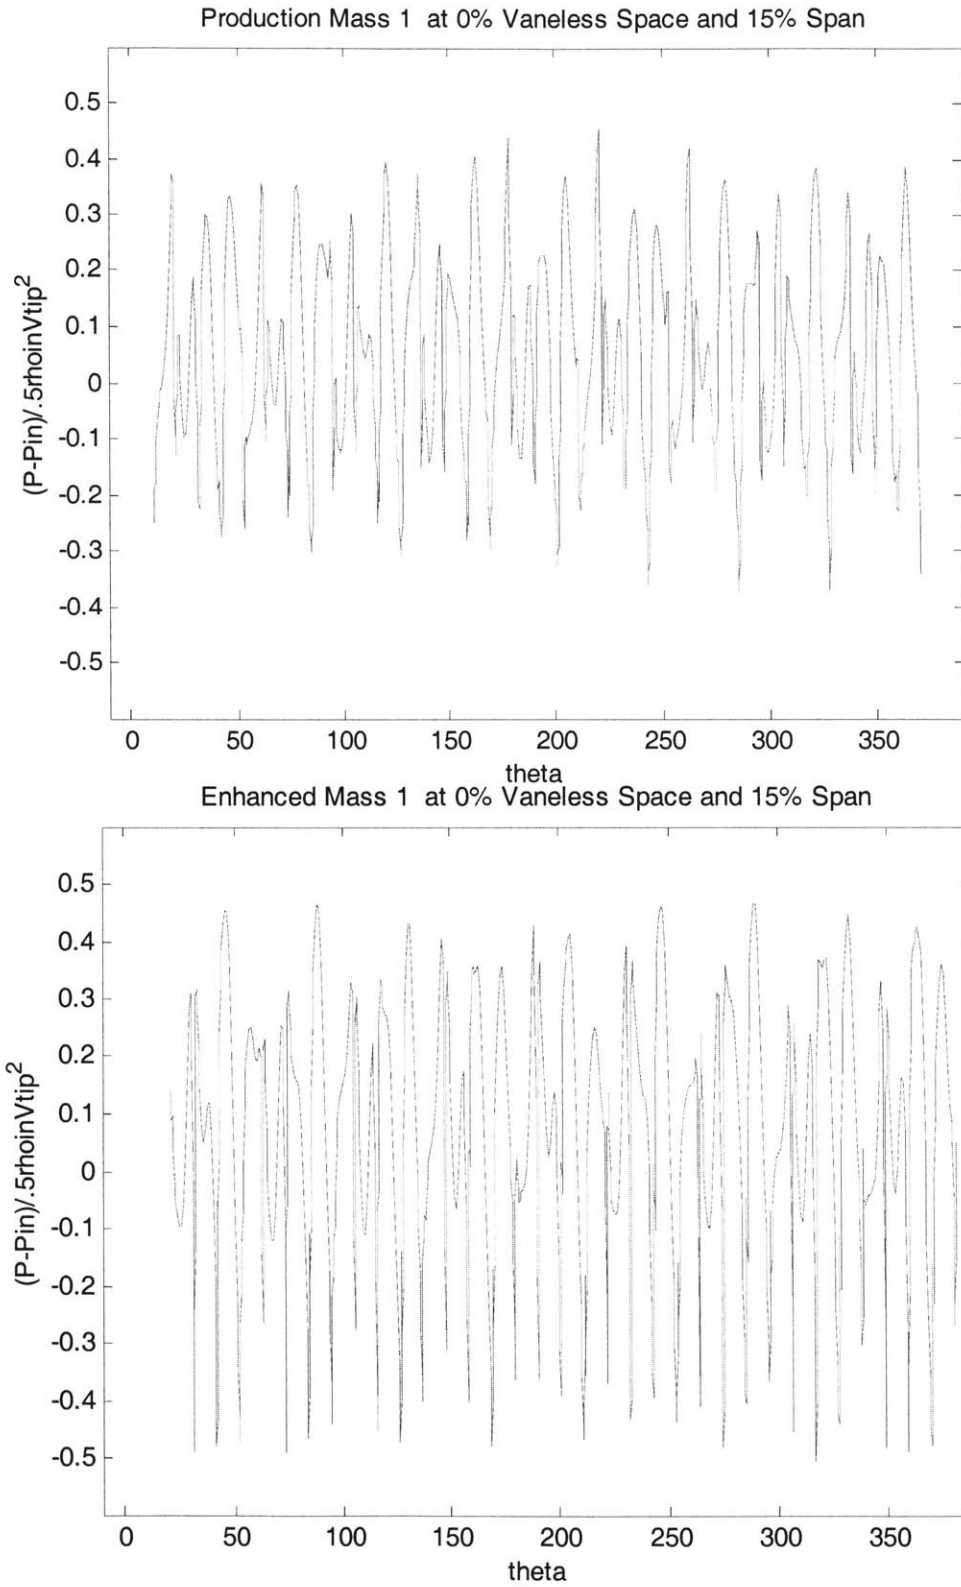 Production Mass 1 at 0% Vaneless Space and 15% Span
(P-Pin)/.5rhoinVtip²
0.5
0.4
0.3
0.2
0.1
0
-0.1
-0.2
-0.3
-0.4
-0.5
0 50 100 150 200 250 300 350
theta
Enhanced Mass 1 at 0% Vaneless Space and 15% Span
(P-Pin)/.5rhoinVtip²
0.5
0.4
0.3
0.2
0.1
0
-0.1
-0.2
-0.3
-0.4
-0.5
0 50 100 150 200 250 300 350
theta